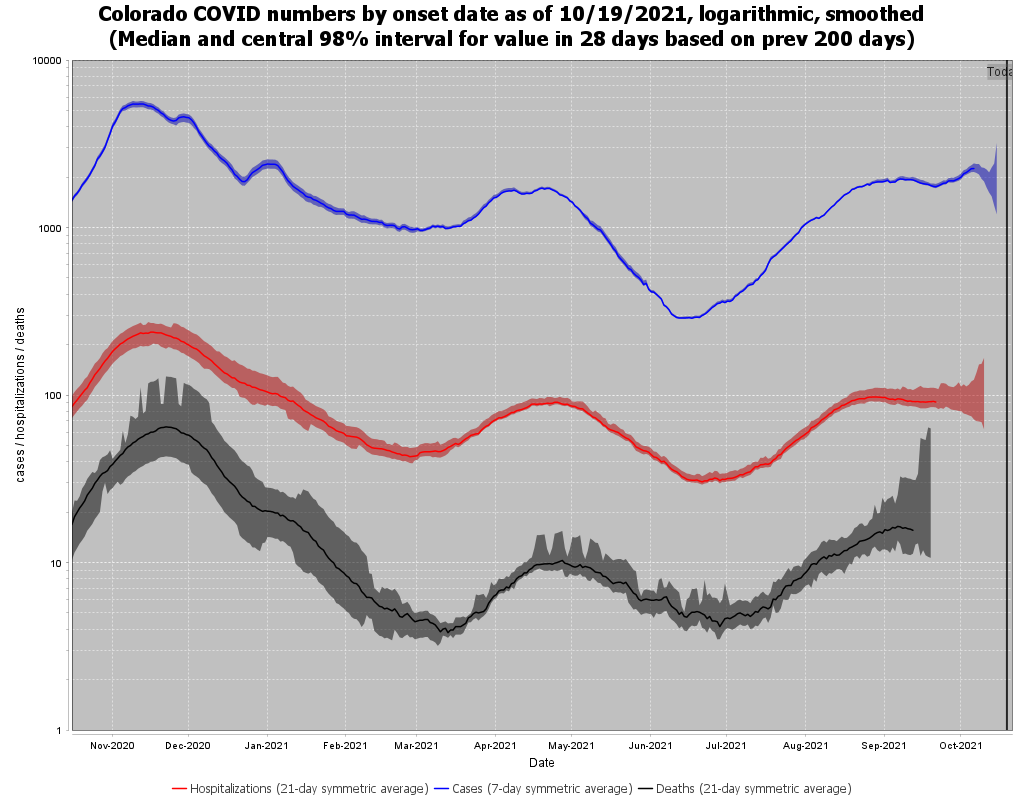 Colorado COVID numbers by onset date as of 10/19/2021, logarithmic, smoothed
(Median and central 98% interval for value in 28 days based on prev 200 days)
10000
Toda
1000
100
10
1
cases / hospitalizations / deaths
Nov-2020 Dec-2020 Jan-2021 Feb-2021 Mar-2021 Apr-2021 May-2021 Jun-2021 Jul-2021 Aug-2021 Sep-2021 Oct-2021
Date
Hospitalizations (21-day symmetric average) Cases (7-day symmetric average) Deaths (21-day symmetric average)